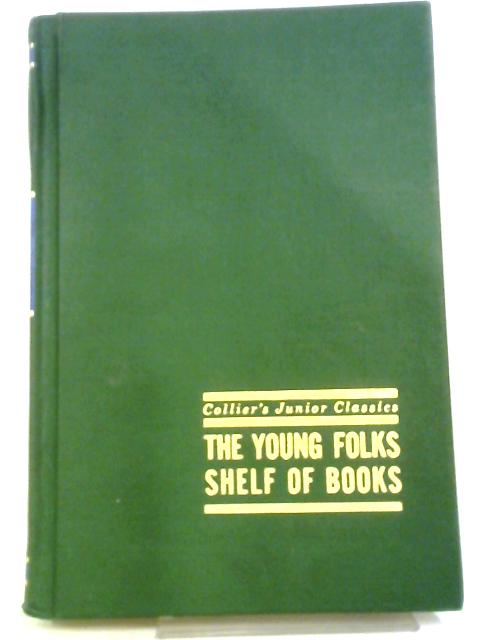 Collier's Junior Classics
THE YOUNG FOLKS
SHELF OF BOOKS